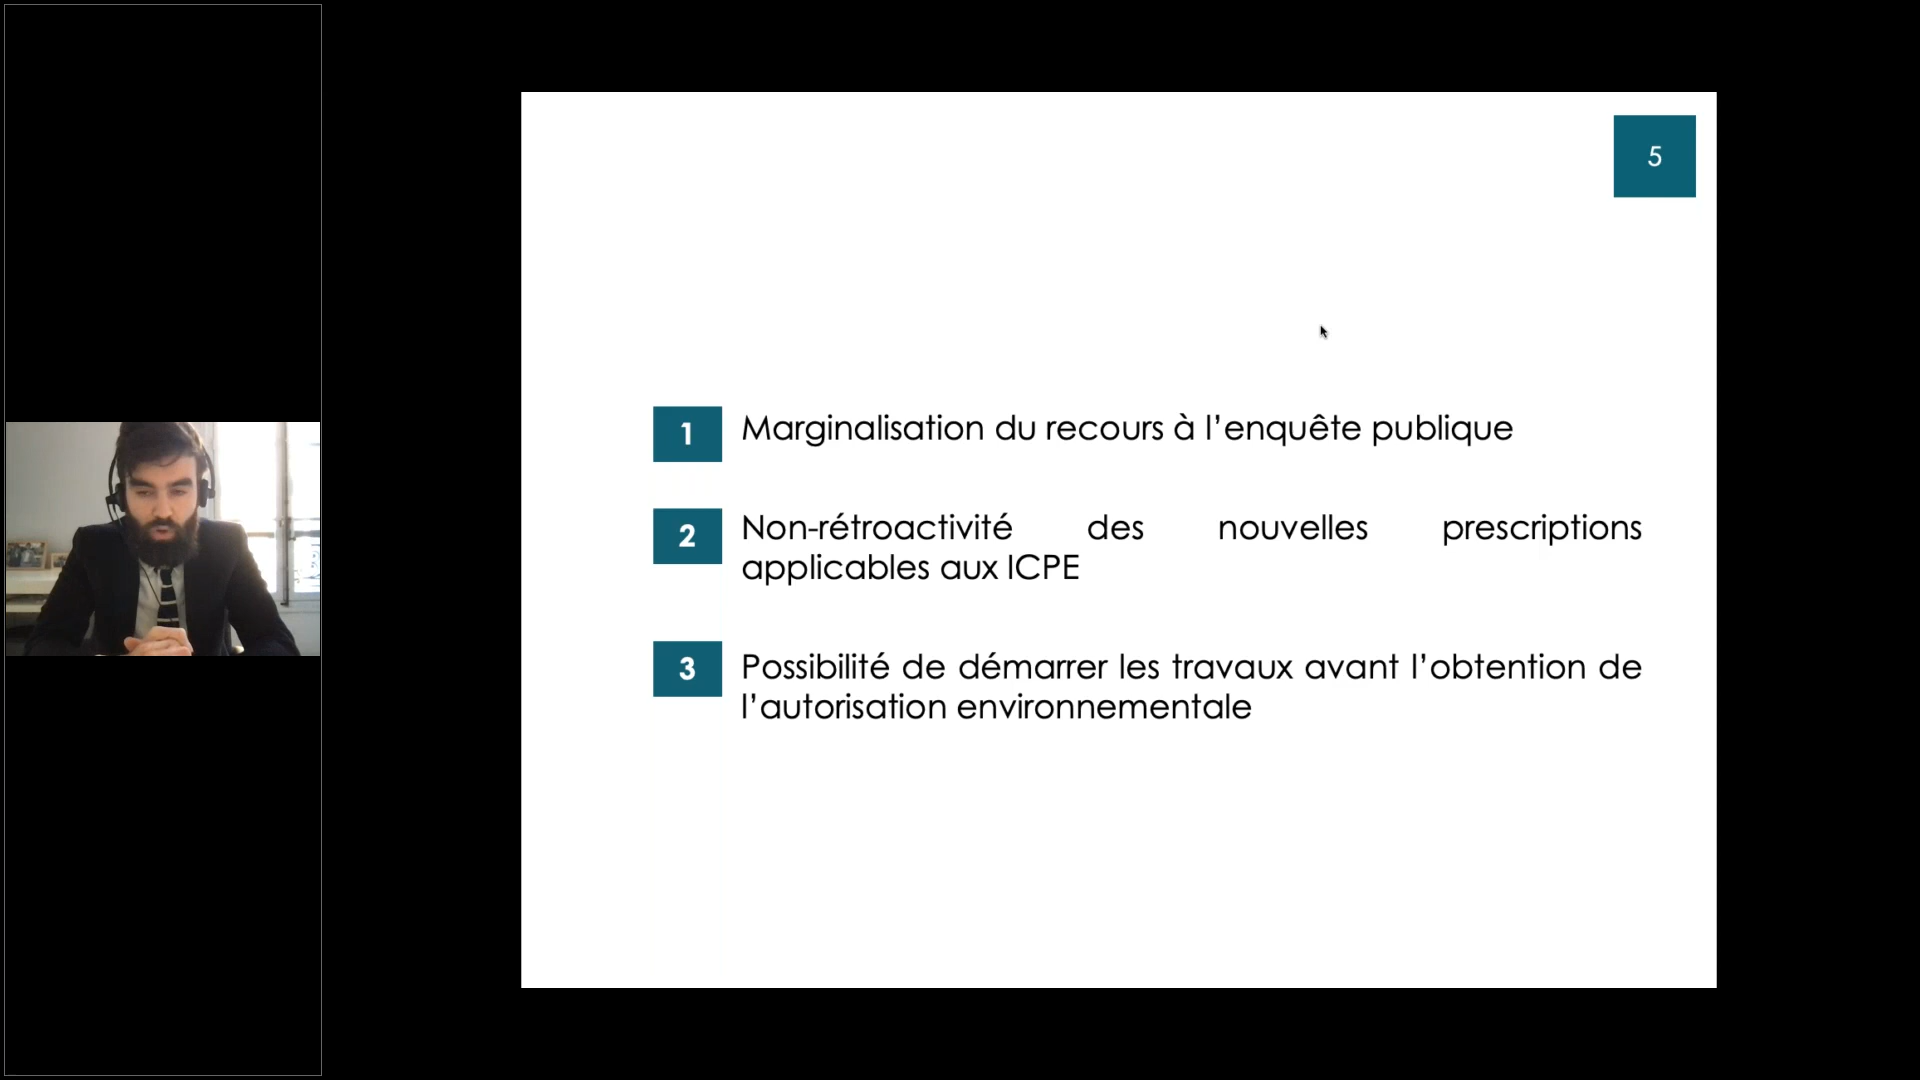 5
1 Marginalisation du recours à l’enquête publique
2 Non-rétroactivité des nouvelles prescriptions
applicables aux ICPE
3 Possibilité de démarrer les travaux avant l’obtention de
l’autorisation environnementale